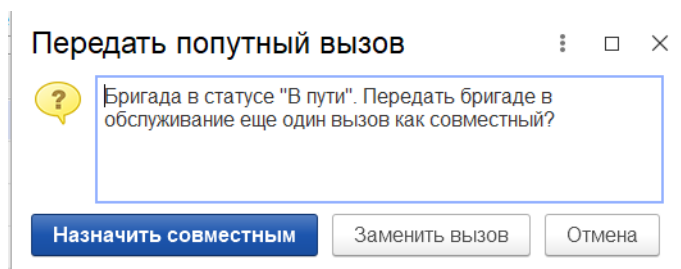 Передать попутный вызов
Бригада в статусе "В пути". Передать бригаде в
обслуживание еще один вызов как совместный?
Назначить совместным Заменить вызов Отмена